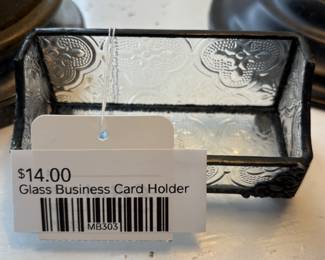 $14.00
Glass Business Card Holder
MB303